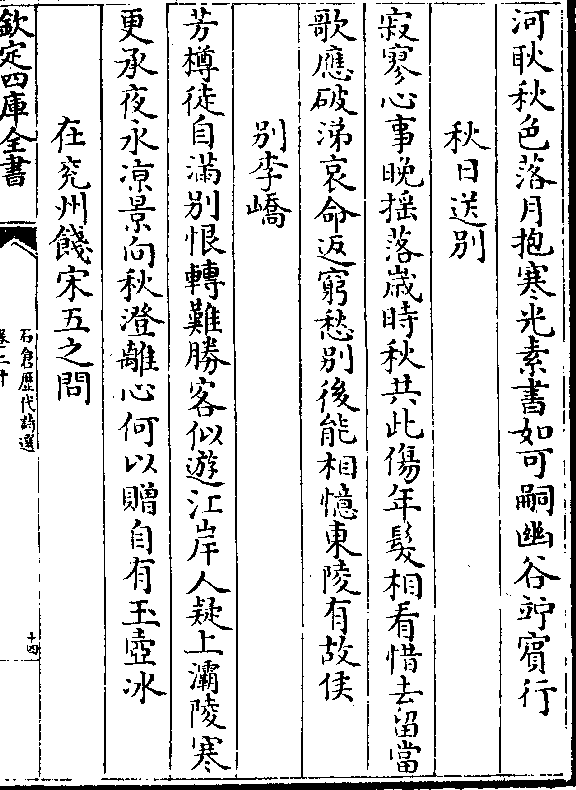 河耿秋色落月抱寒光素書如可嗣幽谷竚賓行
秋日送别
寂寥心事晚揺落歲時秋共此傷年髮相看惜去留當
歌應破涕哀命返窮愁别後能相憶東陵有故侯
别李嶠
芳樽徒自滿别恨轉難勝客似遊江岸人疑上灞陵寒
更承夜永凉景向秋澄離心何以贈自有玉壺冰
在兖州餞宋五之問
欽定四庫全書
石倉歷代詩選
卷二十
十四